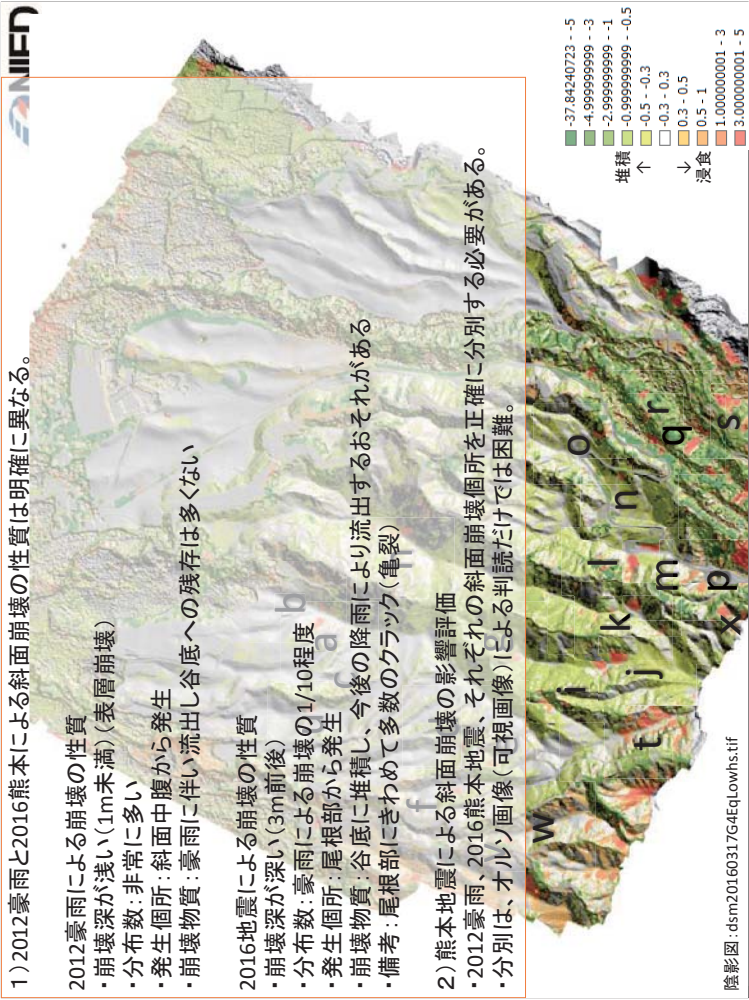 1)2012豪雨と2016熊本による斜面崩壊の性質は明確に異なる。
2012豪雨による崩壊の性質
・崩壊深が浅い(1m未満)(表層崩壊)
・分布数:非常に多い
・発生個所:斜面中腹から発生
・崩壊物質:豪雨に伴い流出し谷底への残存は多くない
2016地震による崩壊の性質
・崩壊深が深い(3m前後)
・分布数:豪雨による崩壊の1/10程度
・発生個所:尾根部から発生
・崩壊物質:谷底に堆積し、今後の降雨により流出するおそれがある
・備考:尾根部にきわめて多数のクラック(亀裂)
2)熊本地震による斜面崩壊の影響評価
・2012豪雨、2016熊本地震、それぞれの斜面崩壊個所を正確に分別する必要がある。
・分別は、オルソ画像(可視画像)による判読だけでは困難。
a
b
f
w
t
i
j
k
l
m
n
o
p
q
r
s
x
堆積
↑
↓
浸食
-37.84240723 - -5
-4.999999999 - -3
-2.999999999 - -1
-0.999999999 - -0.5
-0.5 - -0.3
-0.3 - 0.3
0.3 - 0.5
0.5 - 1
1.000000001 - 3
3.000000001 - 5
陰影図:dsm20160317G4EqLowhs.tif